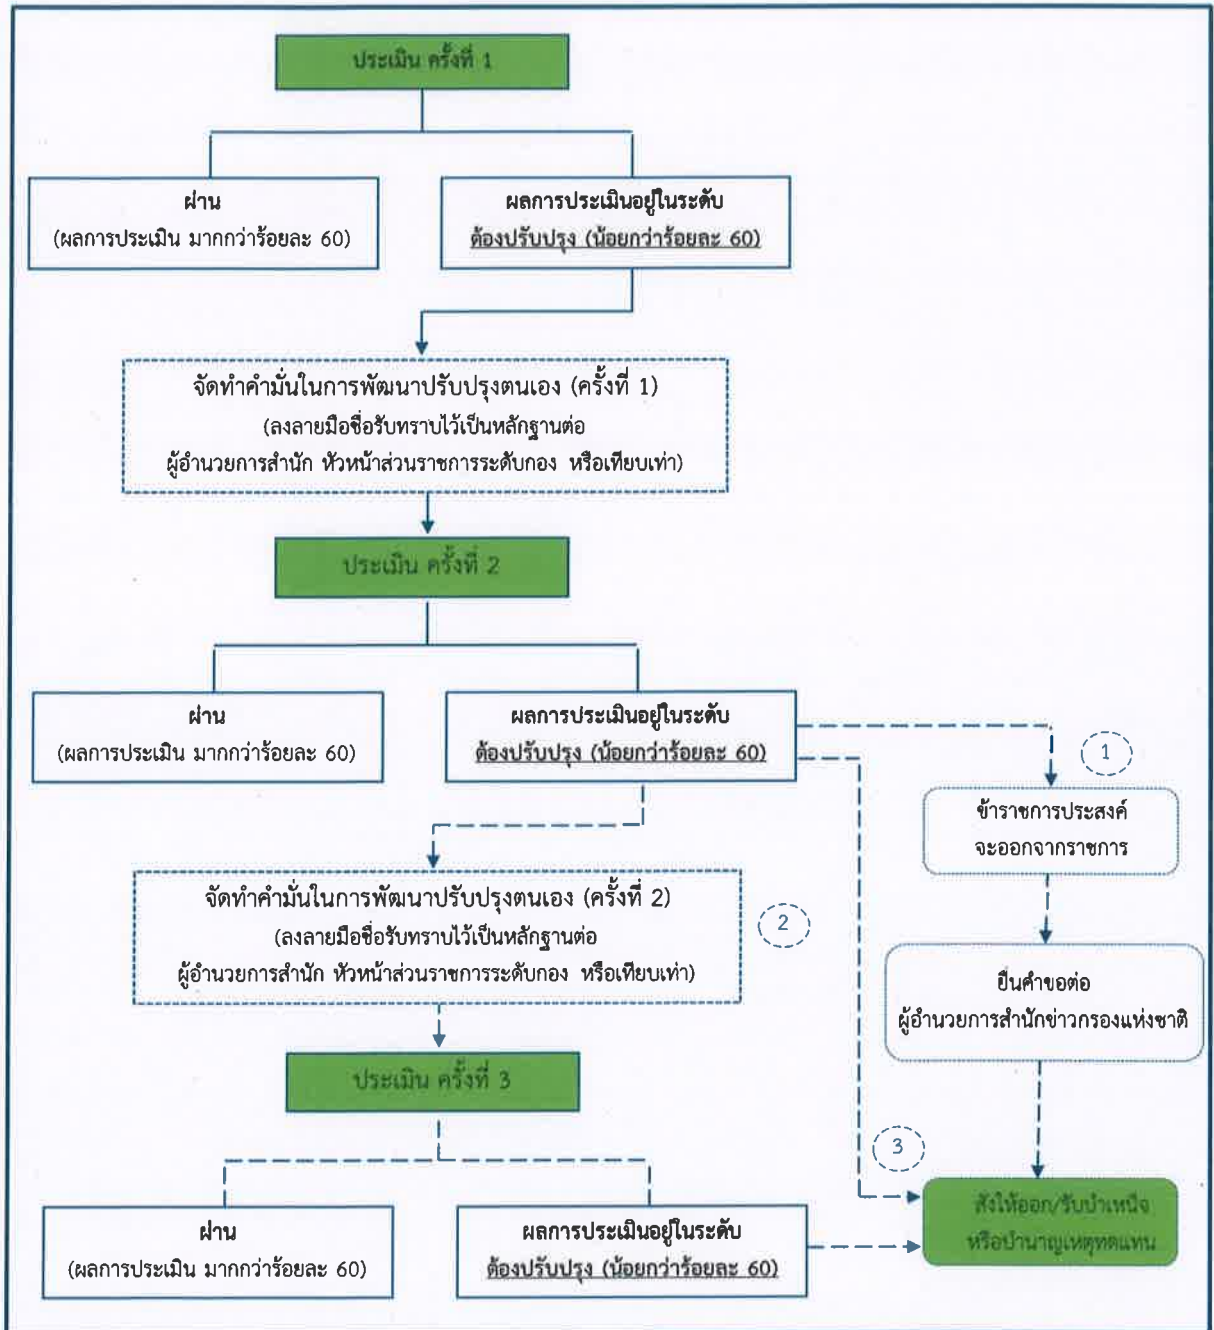 ประเมิน ครั้งที่ 1
ผ่าน
(ผลการประเมิน มากกว่าร้อยละ 60)
ผลการประเมินอยู่ในระดับ
ต้องปรับปรุง (น้อยกว่าร้อยละ 60)
จัดทำคำมั่นในการพัฒนาปรับปรุงตนเอง (ครั้งที่ 1)
(ลงลายมือชื่อรับทราบไว้เป็นหลักฐานต่อ
ผู้อำนวยการสำนัก หัวหน้าส่วนราชการระดับกอง หรือเทียบเท่า)
ประเมิน ครั้งที่ 2
ผ่าน
(ผลการประเมิน มากกว่าร้อยละ 60)
ผลการประเมินอยู่ในระดับ
ต้องปรับปรุง (น้อยกว่าร้อยละ 60)
1
ข้าราชการประสงค์
จะออกจากราชการ
จัดทำคำมั่นในการพัฒนาปรับปรุงตนเอง (ครั้งที่ 2)
(ลงลายมือชื่อรับทราบไว้เป็นหลักฐานต่อ
ผู้อำนวยการสำนัก หัวหน้าส่วนราชการระดับกอง หรือเทียบเท่า)
2
ยื่นคำขอต่อ
ผู้อำนวยการสำนักข่าวกรองแห่งชาติ
ประเมิน ครั้งที่ 3
3
ผ่าน
(ผลการประเมิน มากกว่าร้อยละ 60)
ผลการประเมินอยู่ในระดับ
ต้องปรับปรุง (น้อยกว่าร้อยละ 60)
สั่งให้ออก/รับบำเหน็จ
หรือบำนาญเหตุทดแทน